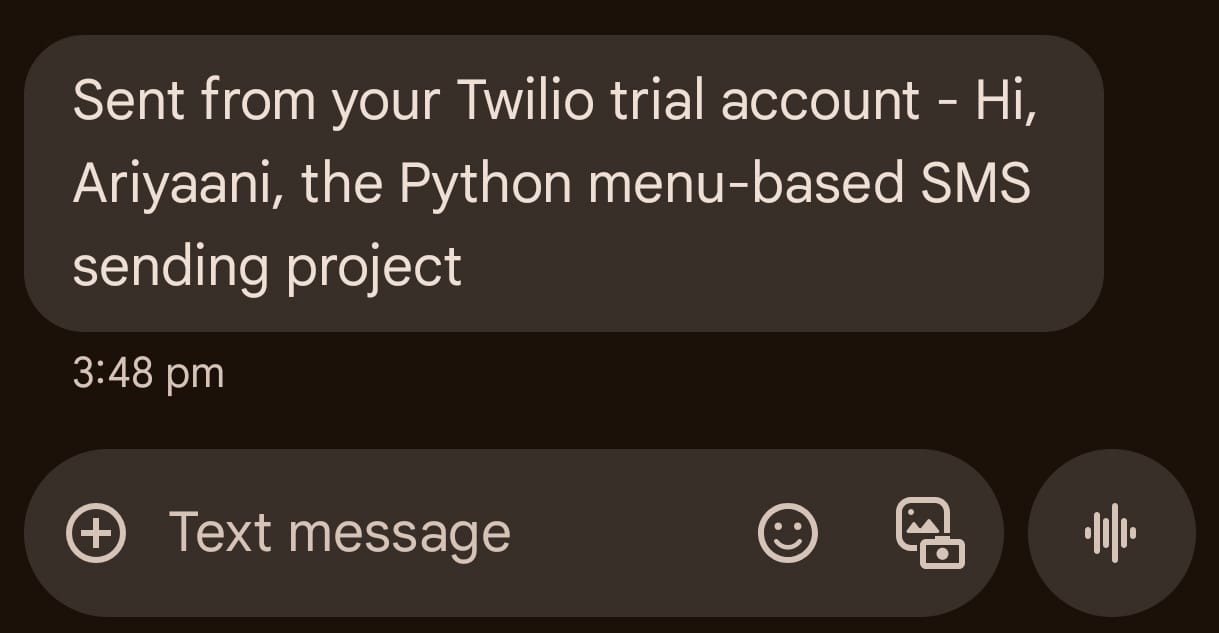 Sent from your Twilio trial account - Hi,
Ariyaani, the Python menu-based SMS
sending project
3:48 pm
Text message